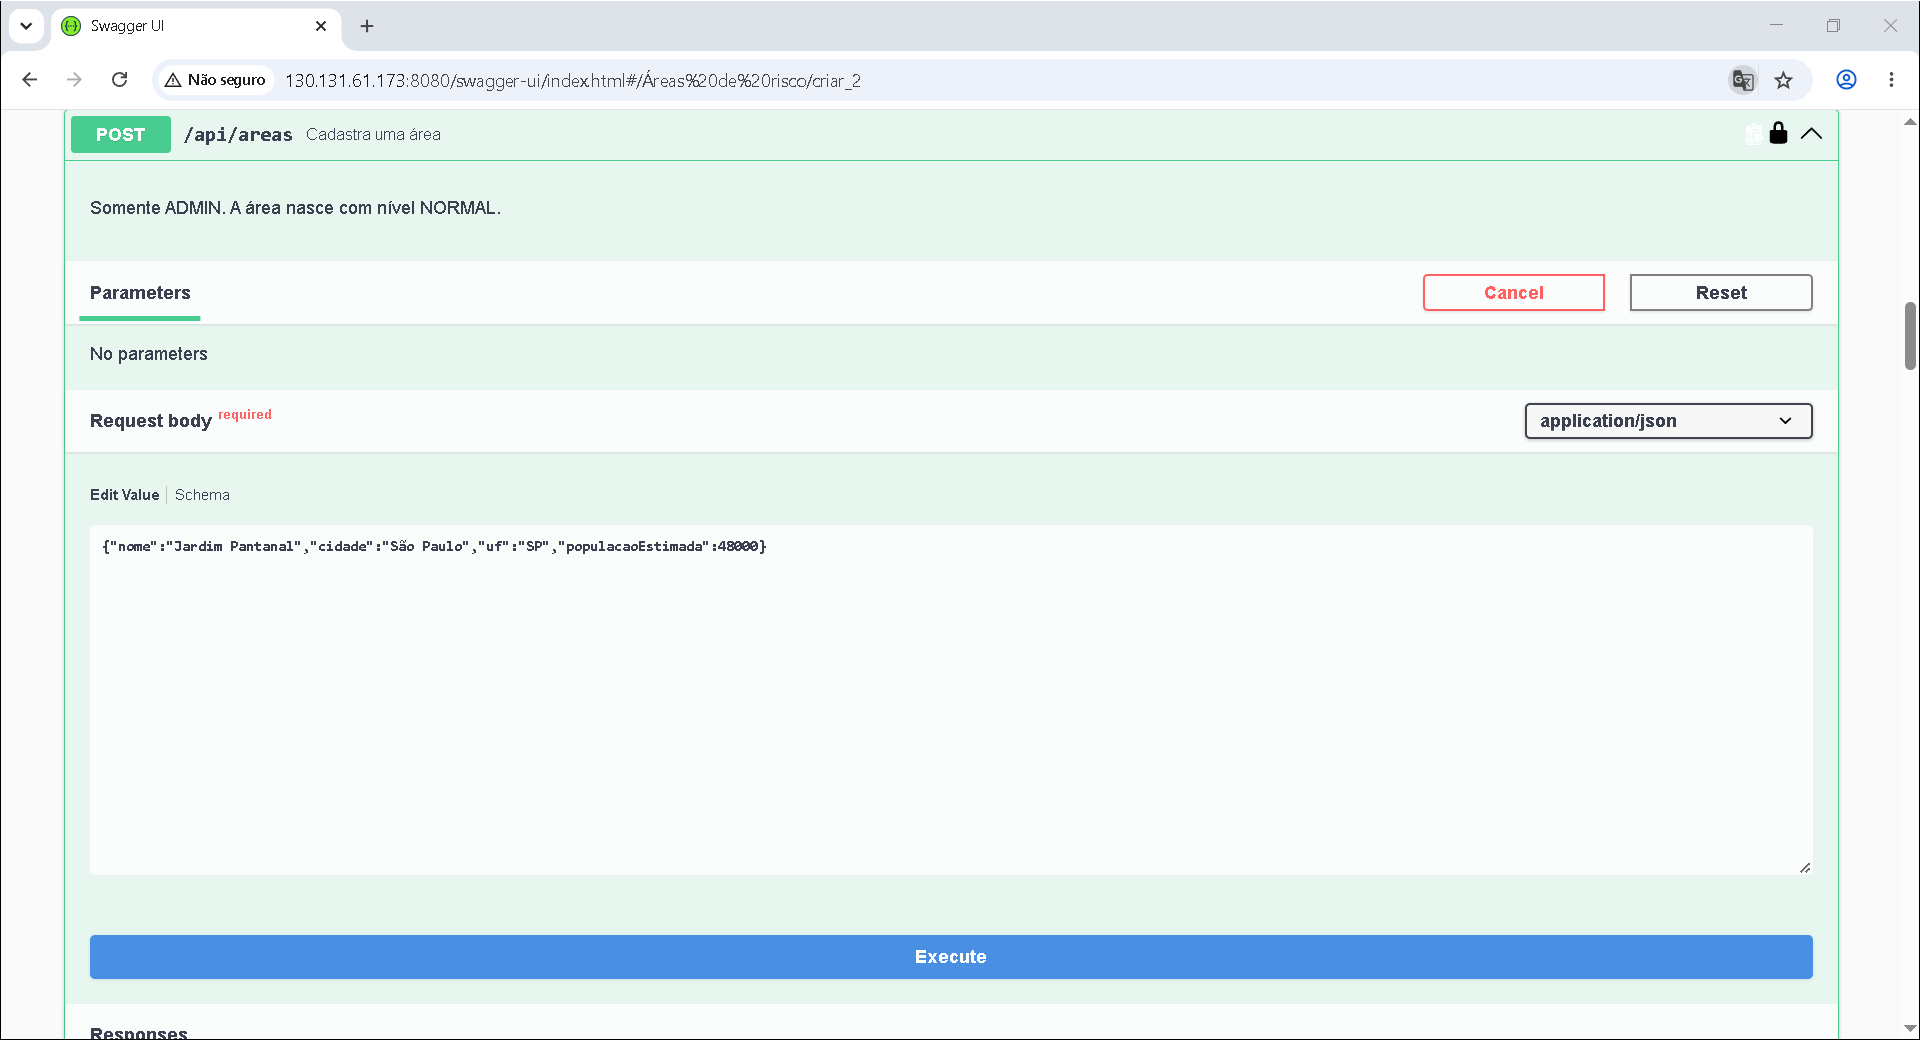 Swagger UI
Não seguro 130.131.61.173:8080/swagger-ui/index.html#/Áreas%20de%20risco/criar_2
POST /api/areas Cadastra uma área
Somente ADMIN. A área nasce com nível NORMAL.
Parameters Cancel Reset
No parameters
Request body required application/json
Edit Value Schema
{"nome":"Jardim Pantanal","cidade":"São Paulo","uf":"SP","populacaoEstimada":48000}
Execute
Responses